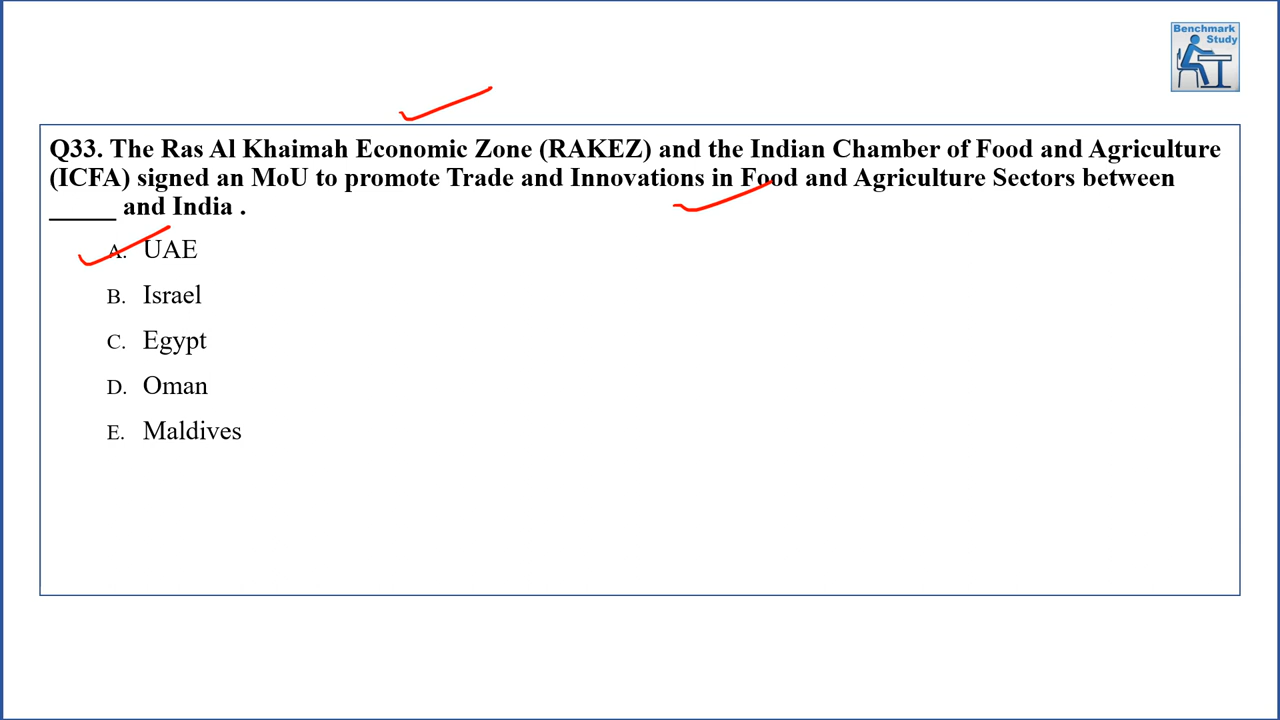 Benchmark
Study
Q33. The Ras Al Khaimah Economic Zone (RAKEZ) and the Indian Chamber of Food and Agriculture
(ICFA) signed an MoU to promote Trade and Innovations in Food and Agriculture Sectors between
_____ and India .
A. UAE
B. Israel
C. Egypt
D. Oman
E. Maldives